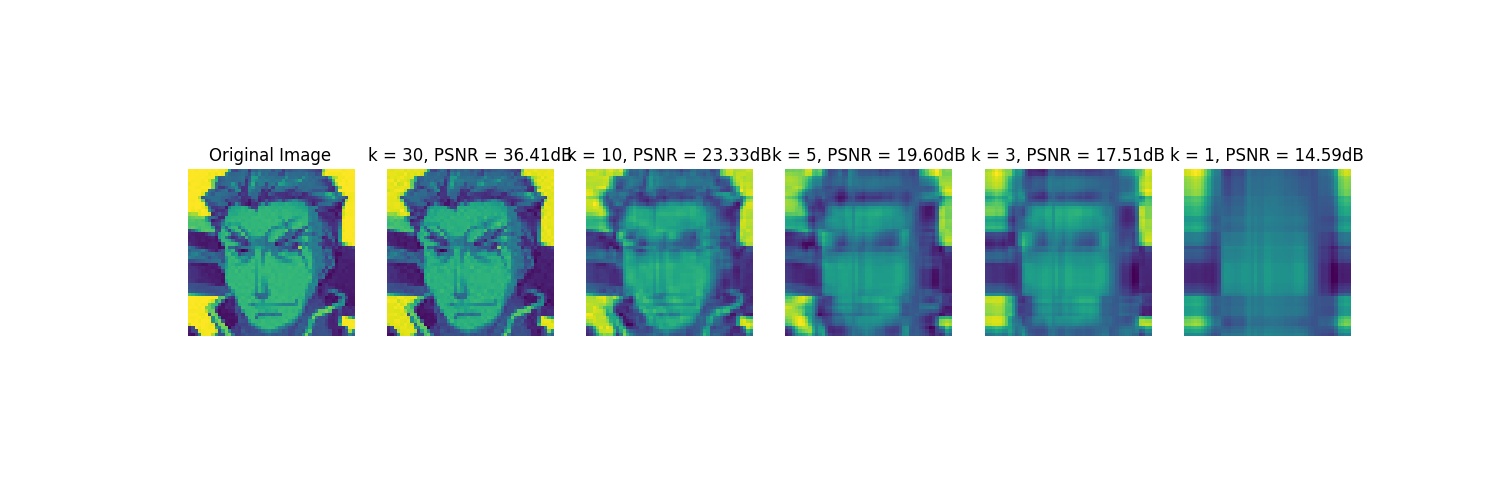 Original Image
k = 30, PSNR = 36.41dB
k = 10, PSNR = 23.33dB
k = 5, PSNR = 19.60dB
k = 3, PSNR = 17.51dB
k = 1, PSNR = 14.59dB